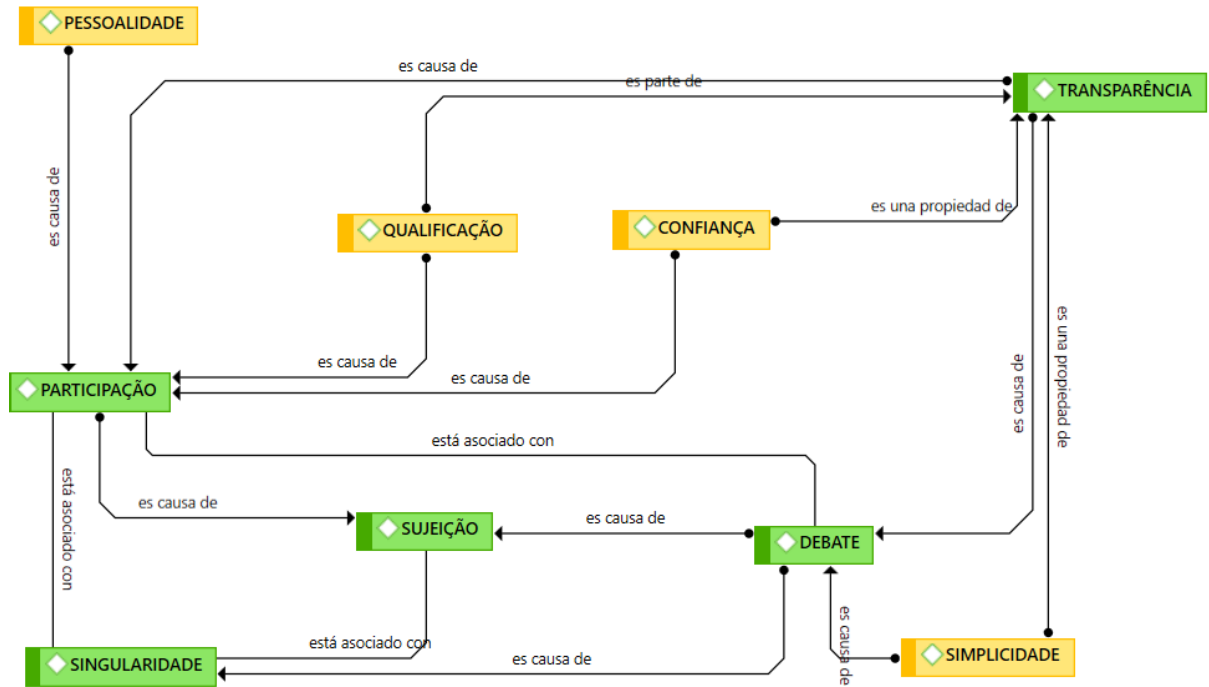 PESSOALIDADE
es causa de
es parte de
TRANSPARÊNCIA
es causa de
es una propiedad de
QUALIFICAÇÃO
CONFIANÇA
es causa de
es causa de
es causa de
es una propiedad de
PARTICIPAÇÃO
está asociado con
está asociado con
es causa de
SUJEIÇÃO
es causa de
DEBATE
está asociado con
es causa de
es causa de
SINGULARIDADE
SIMPLICIDADE